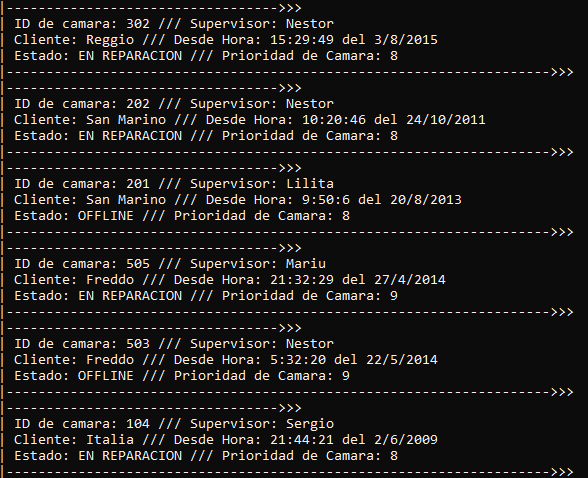 |---------------------------------->>>
| ID de camara: 302 /// Supervisor: Nestor
| Cliente: Reggio /// Desde Hora: 15:29:49 del 3/8/2015
| Estado: EN REPARACION /// Prioridad de Camara: 8
|-------------------------------------------------------------------->>>
|---------------------------------->>>
| ID de camara: 202 /// Supervisor: Nestor
| Cliente: San Marino /// Desde Hora: 10:20:46 del 24/10/2011
| Estado: EN REPARACION /// Prioridad de Camara: 8
|-------------------------------------------------------------------->>>
|---------------------------------->>>
| ID de camara: 201 /// Supervisor: Lilita
| Cliente: San Marino /// Desde Hora: 9:50:6 del 20/8/2013
| Estado: OFFLINE /// Prioridad de Camara: 8
|-------------------------------------------------------------------->>>
|---------------------------------->>>
| ID de camara: 505 /// Supervisor: Mariu
| Cliente: Freddo /// Desde Hora: 21:32:29 del 27/4/2014
| Estado: EN REPARACION /// Prioridad de Camara: 9
|-------------------------------------------------------------------->>>
|---------------------------------->>>
| ID de camara: 503 /// Supervisor: Nestor
| Cliente: Freddo /// Desde Hora: 5:32:20 del 22/5/2014
| Estado: OFFLINE /// Prioridad de Camara: 9
|-------------------------------------------------------------------->>>
|---------------------------------->>>
| ID de camara: 104 /// Supervisor: Sergio
| Cliente: Italia /// Desde Hora: 21:44:21 del 2/6/2009
| Estado: EN REPARACION /// Prioridad de Camara: 8
|-------------------------------------------------------------------->>>